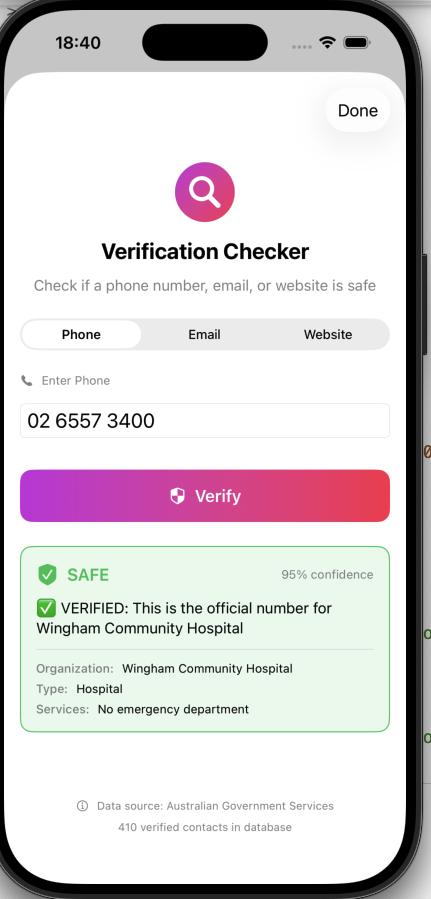 18:40
Done
Verification Checker
Check if a phone number, email, or website is safe
Phone Email Website
Enter Phone
02 6557 3400
Verify
SAFE 95% confidence
✅ VERIFIED: This is the official number for
Wingham Community Hospital
Organization: Wingham Community Hospital
Type: Hospital
Services: No emergency department
Data source: Australian Government Services
410 verified contacts in database